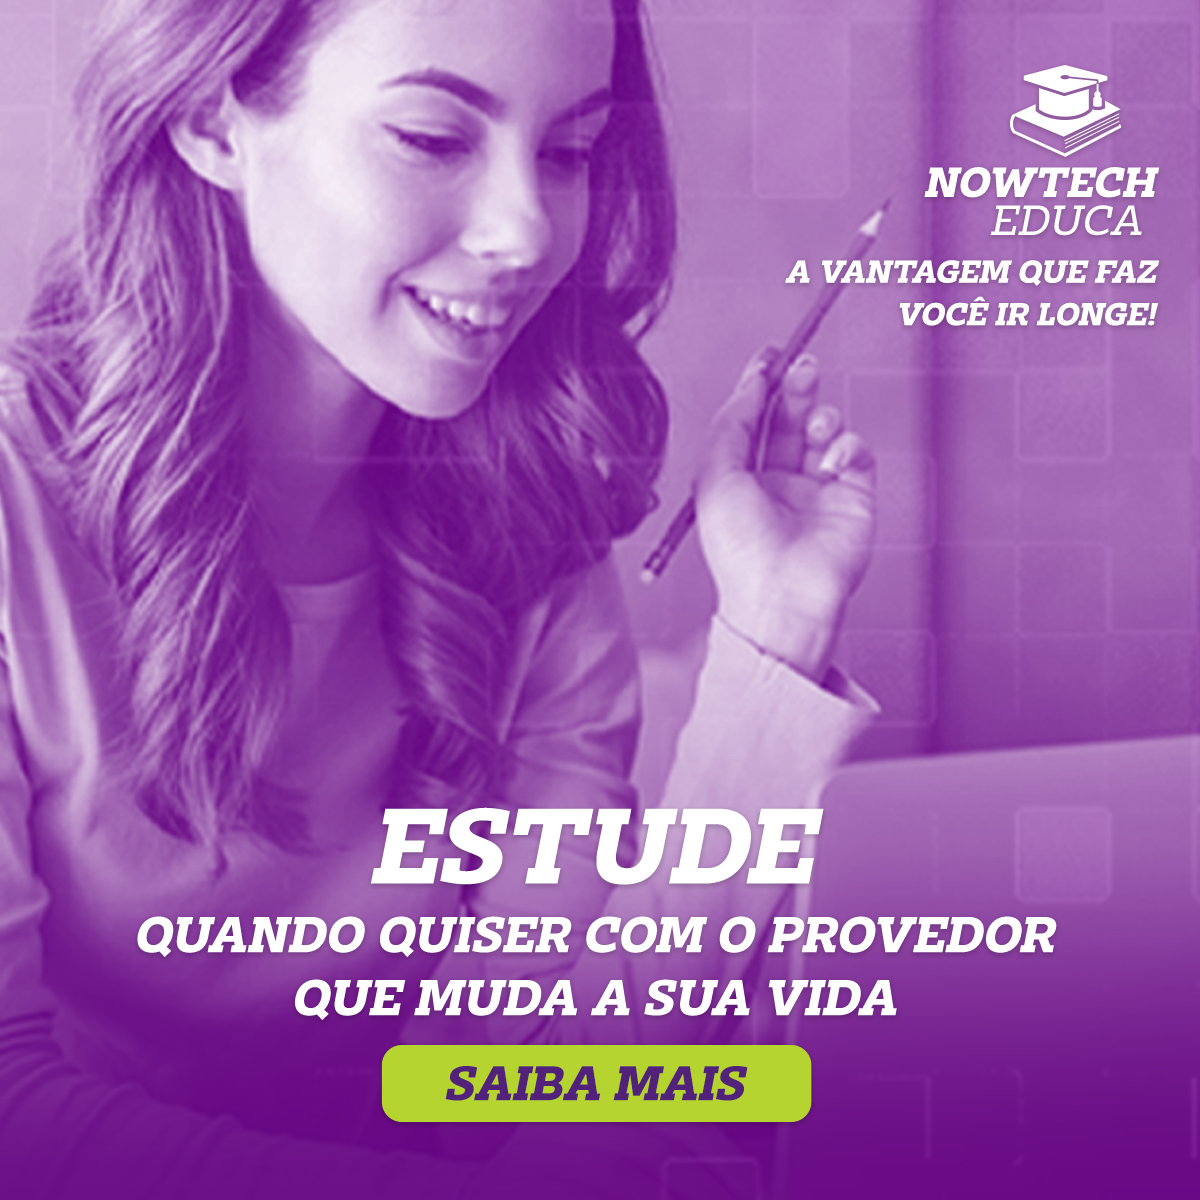 NOWTECH
EDUCA
A VANTAGEM QUE FAZ
VOCÊ IR LONGE!
ESTUDE
QUANDO QUISER COM O PROVEDOR
QUE MUDA A SUA VIDA
SAIBA MAIS